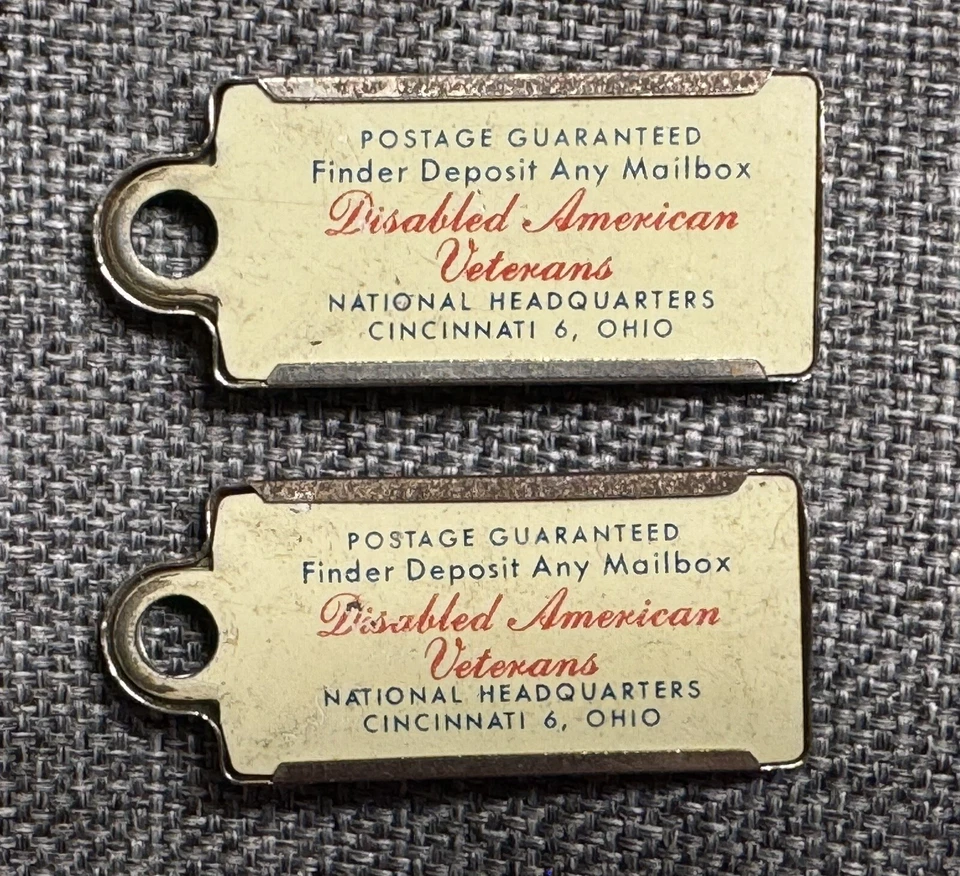 POSTAGE GUARANTEED
Finder Deposit Any Mailbox
Disabled American
Veterans
NATIONAL HEADQUARTERS
CINCINNATI 6, OHIO
POSTAGE GUARANTEED
Finder Deposit Any Mailbox
Disabled American
Veterans
NATIONAL HEADQUARTERS
CINCINNATI 6, OHIO